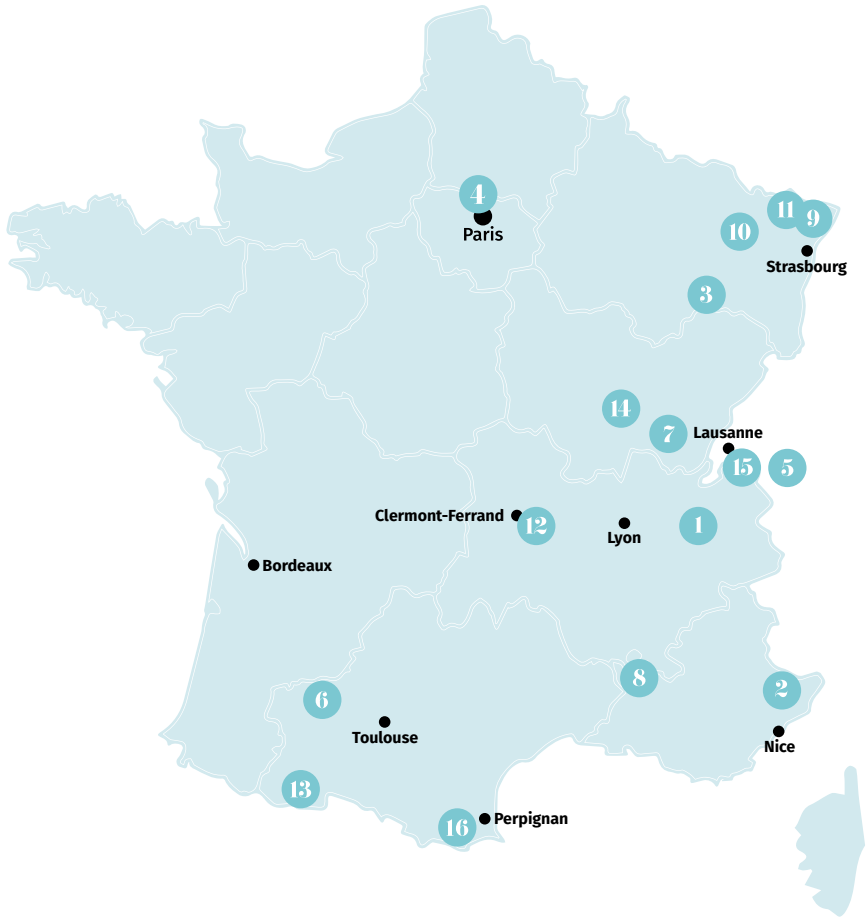 4
Paris
11
9
10
Strasbourg
3
14
7
Lausanne
15
5
Clermont-Ferrand
12
Lyon
1
Bordeaux
8
6
2
Toulouse
Nice
13
16
Perpignan